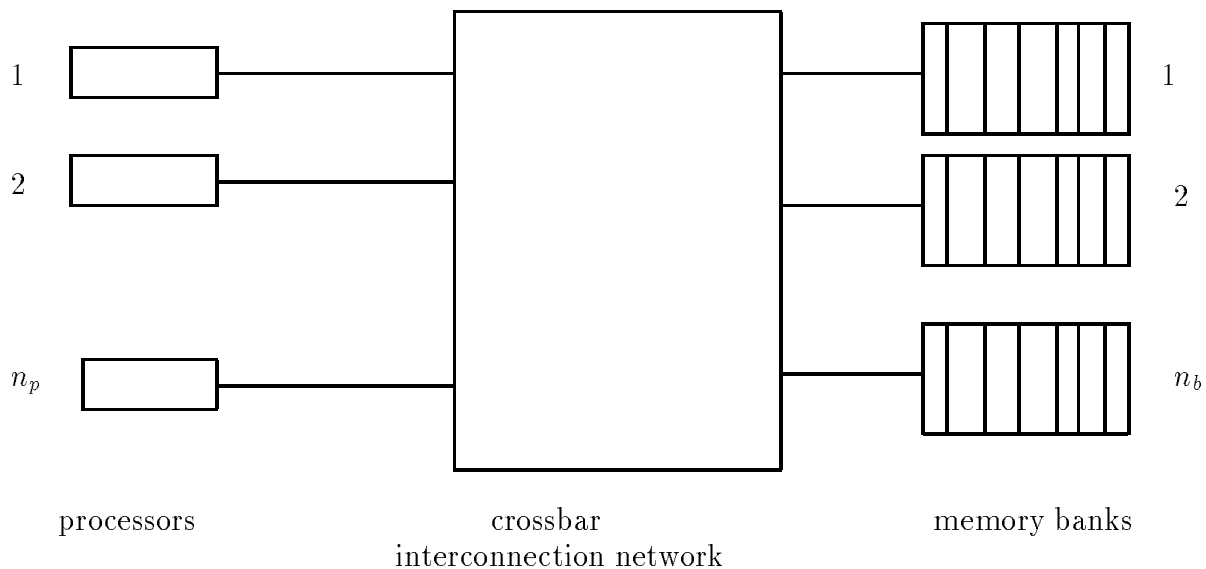 1
1
2
2
n_p
n_b
processors
crossbar
memory banks
interconnection network